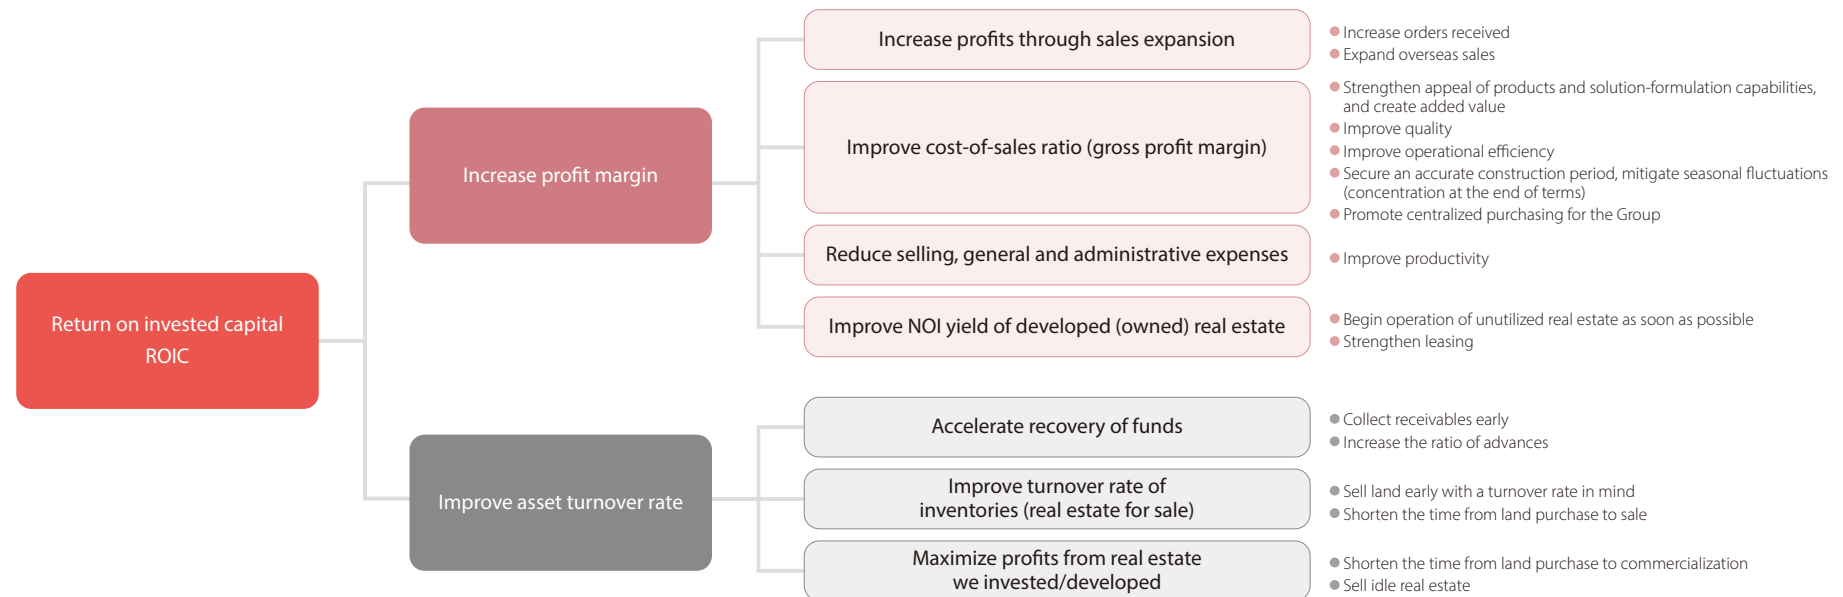 Return on invested capital
ROIC
Increase profit margin
Increase profits through sales expansion
Increase orders received
Expand overseas sales
Improve cost-of-sales ratio (gross profit margin)
Strengthen appeal of products and solution-formulation capabilities,
and create added value
Improve quality
Improve operational efficiency
Secure an accurate construction period, mitigate seasonal fluctuations
(concentration at the end of terms)
Promote centralized purchasing for the Group
Reduce selling, general and administrative expenses
Improve productivity
Improve NOI yield of developed (owned) real estate
Begin operation of unutilized real estate as soon as possible
Strengthen leasing
Improve asset turnover rate
Accelerate recovery of funds
Collect receivables early
Increase the ratio of advances
Improve turnover rate of
inventories (real estate for sale)
Sell land early with a turnover rate in mind
Shorten the time from land purchase to sale
Maximize profits from real estate
we invested/developed
Shorten the time from land purchase to commercialization
Sell idle real estate